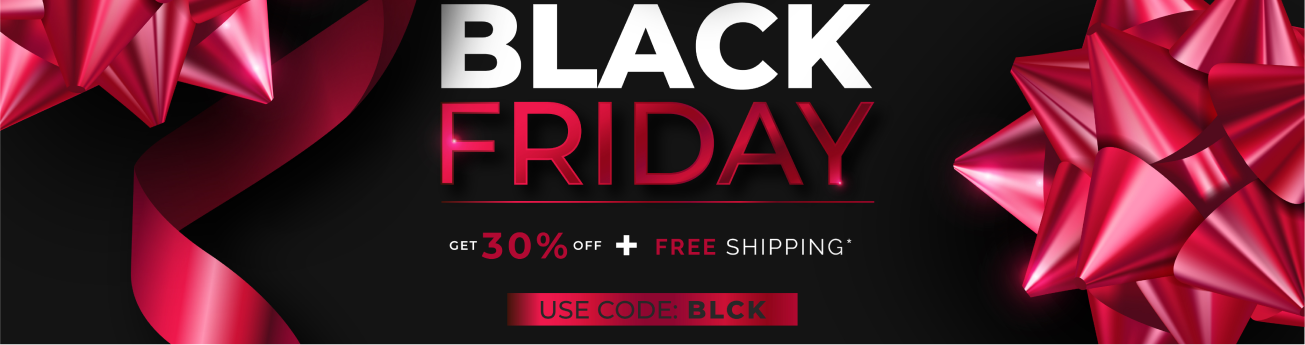 BLACK
FRIDAY
GET 30% OFF + FREE SHIPPING*
USE CODE: BLCK